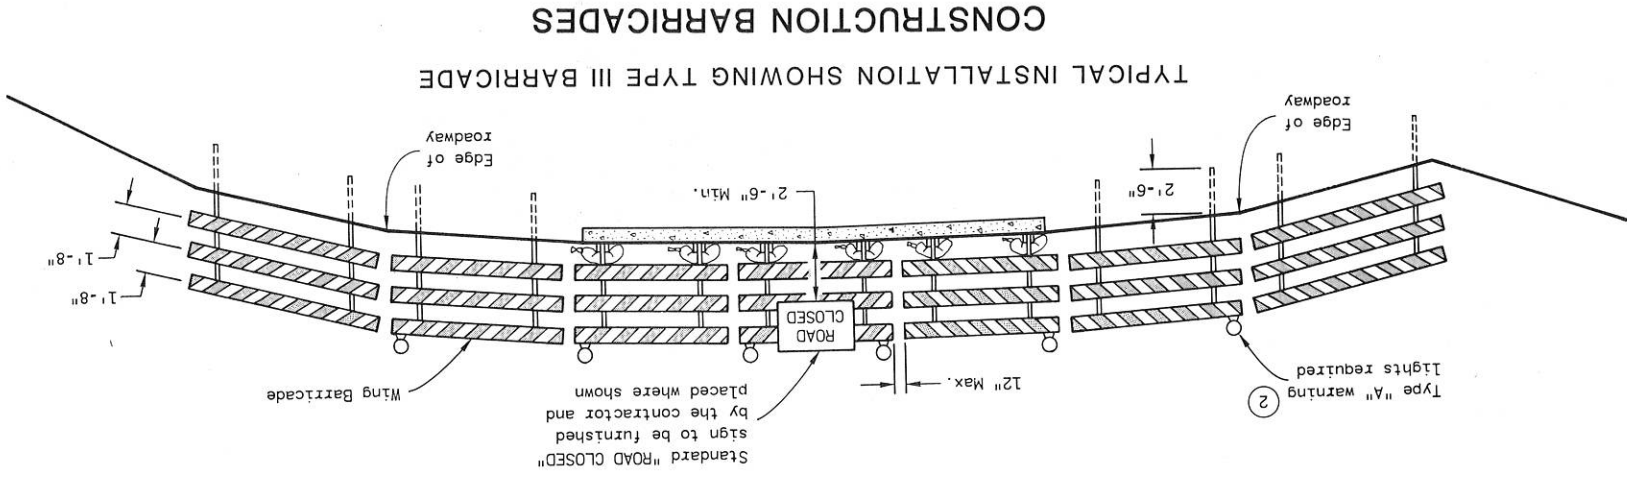 Standard "ROAD CLOSED"
sign to be furnished
by the contractor and
placed where shown
Type "A" warning
lights required
2
12" Max.
Wing Barricade
ROAD
CLOSED
1'-8"
1'-8"
2'-6"
2'-6" Min.
Edge of
roadway
Edge of
roadway
TYPICAL INSTALLATION SHOWING TYPE III BARRICADE
CONSTRUCTION BARRICADES